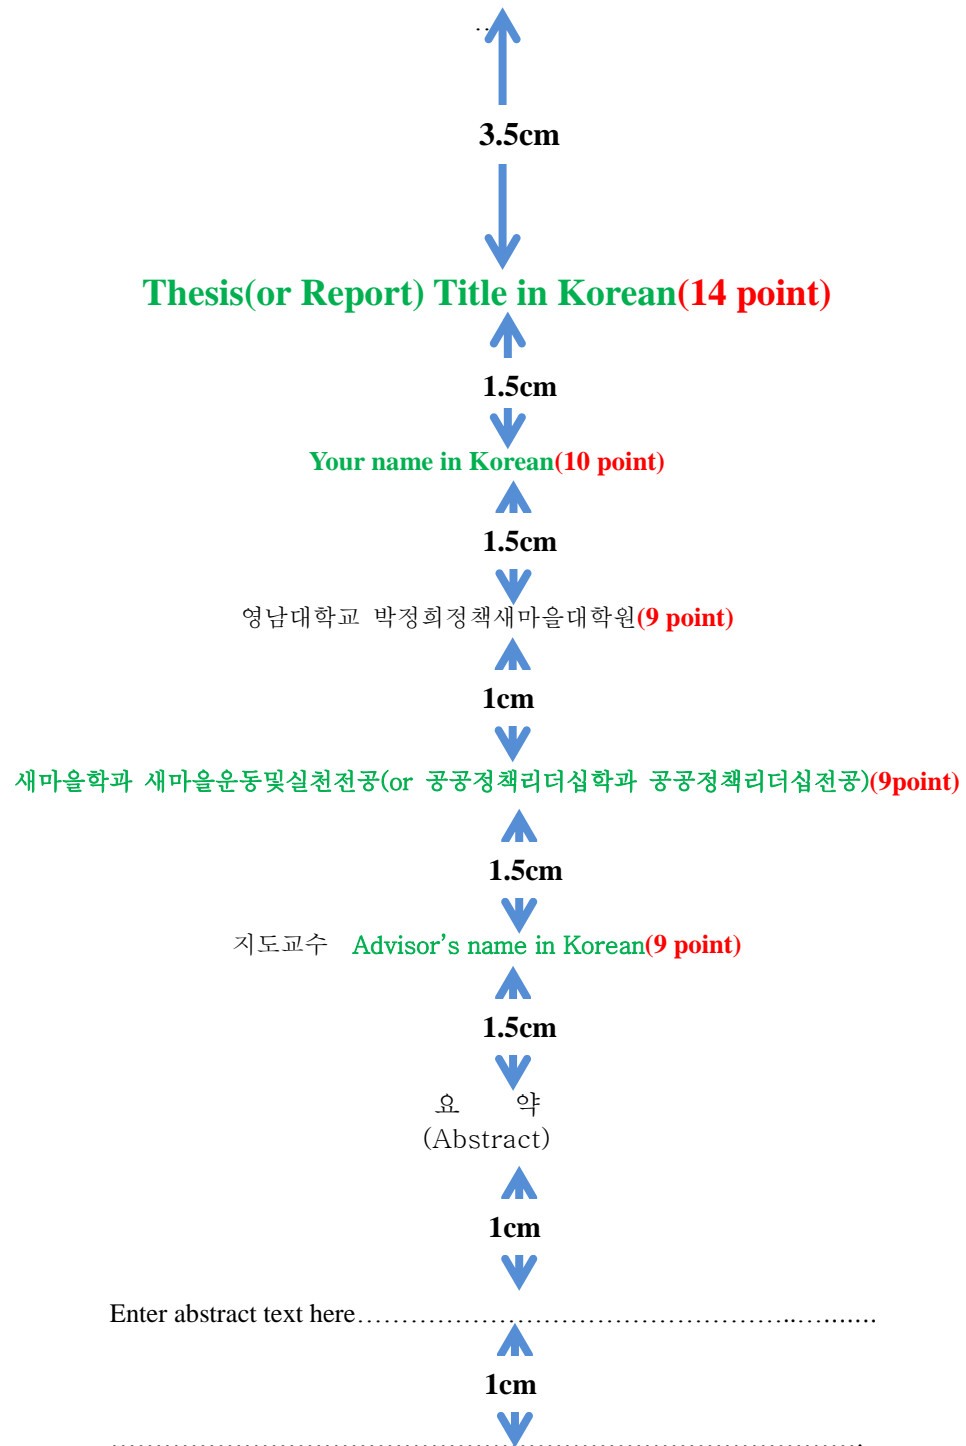 ..
3.5cm
Thesis(or Report) Title in Korean(14 point)
1.5cm
Your name in Korean(10 point)
1.5cm
영남대학교 박정희정책새마을대학원(9 point)
1cm
새마을학과 새마을운동및실천전공(or 공공정책리더십학과 공공정책리더십전공)(9point)
1.5cm
지도교수 Advisor’s name in Korean(9 point)
1.5cm
요 약
(Abstract)
1cm
Enter abstract text here…………………………………………..….......
1cm
………………………………………………………………………….